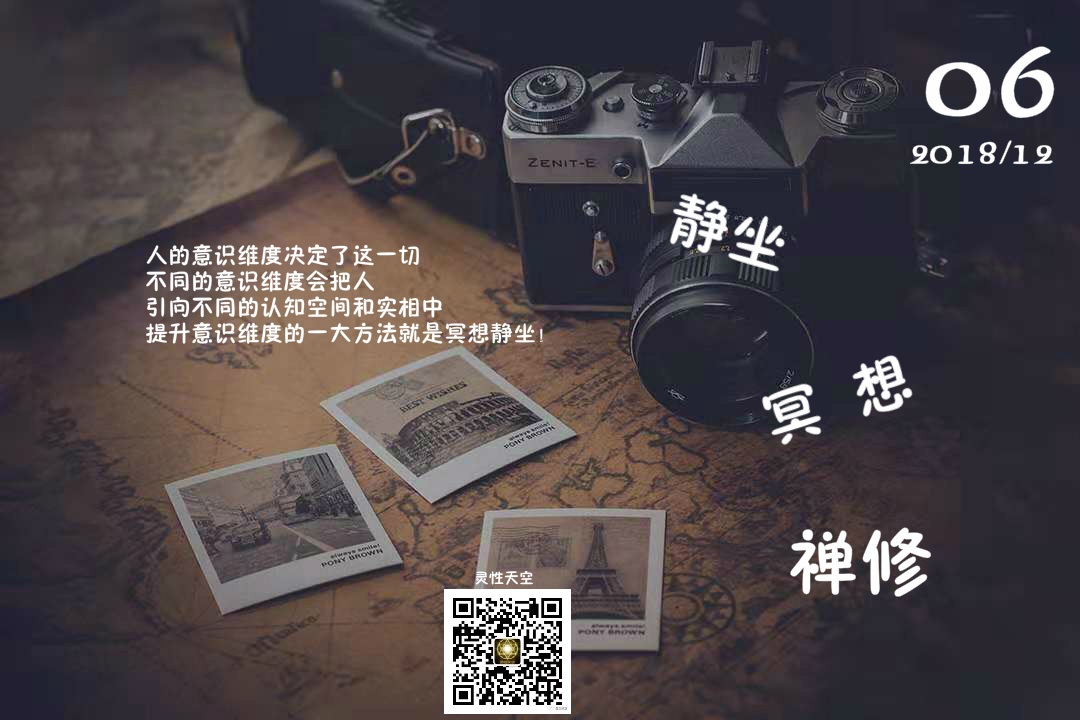 06
2018/12
ZENIT-E
静坐
人的意识维度决定了这一切
不同的意识维度会把人
引向不同的认知空间和实相中
提升意识维度的一大方法就是冥想静坐!
冥 想
BEST WISHES
always smile!
PONY BROWN
always smile!
PONY BROWN
禅修
灵性天空
always smile!
PONY BROWN